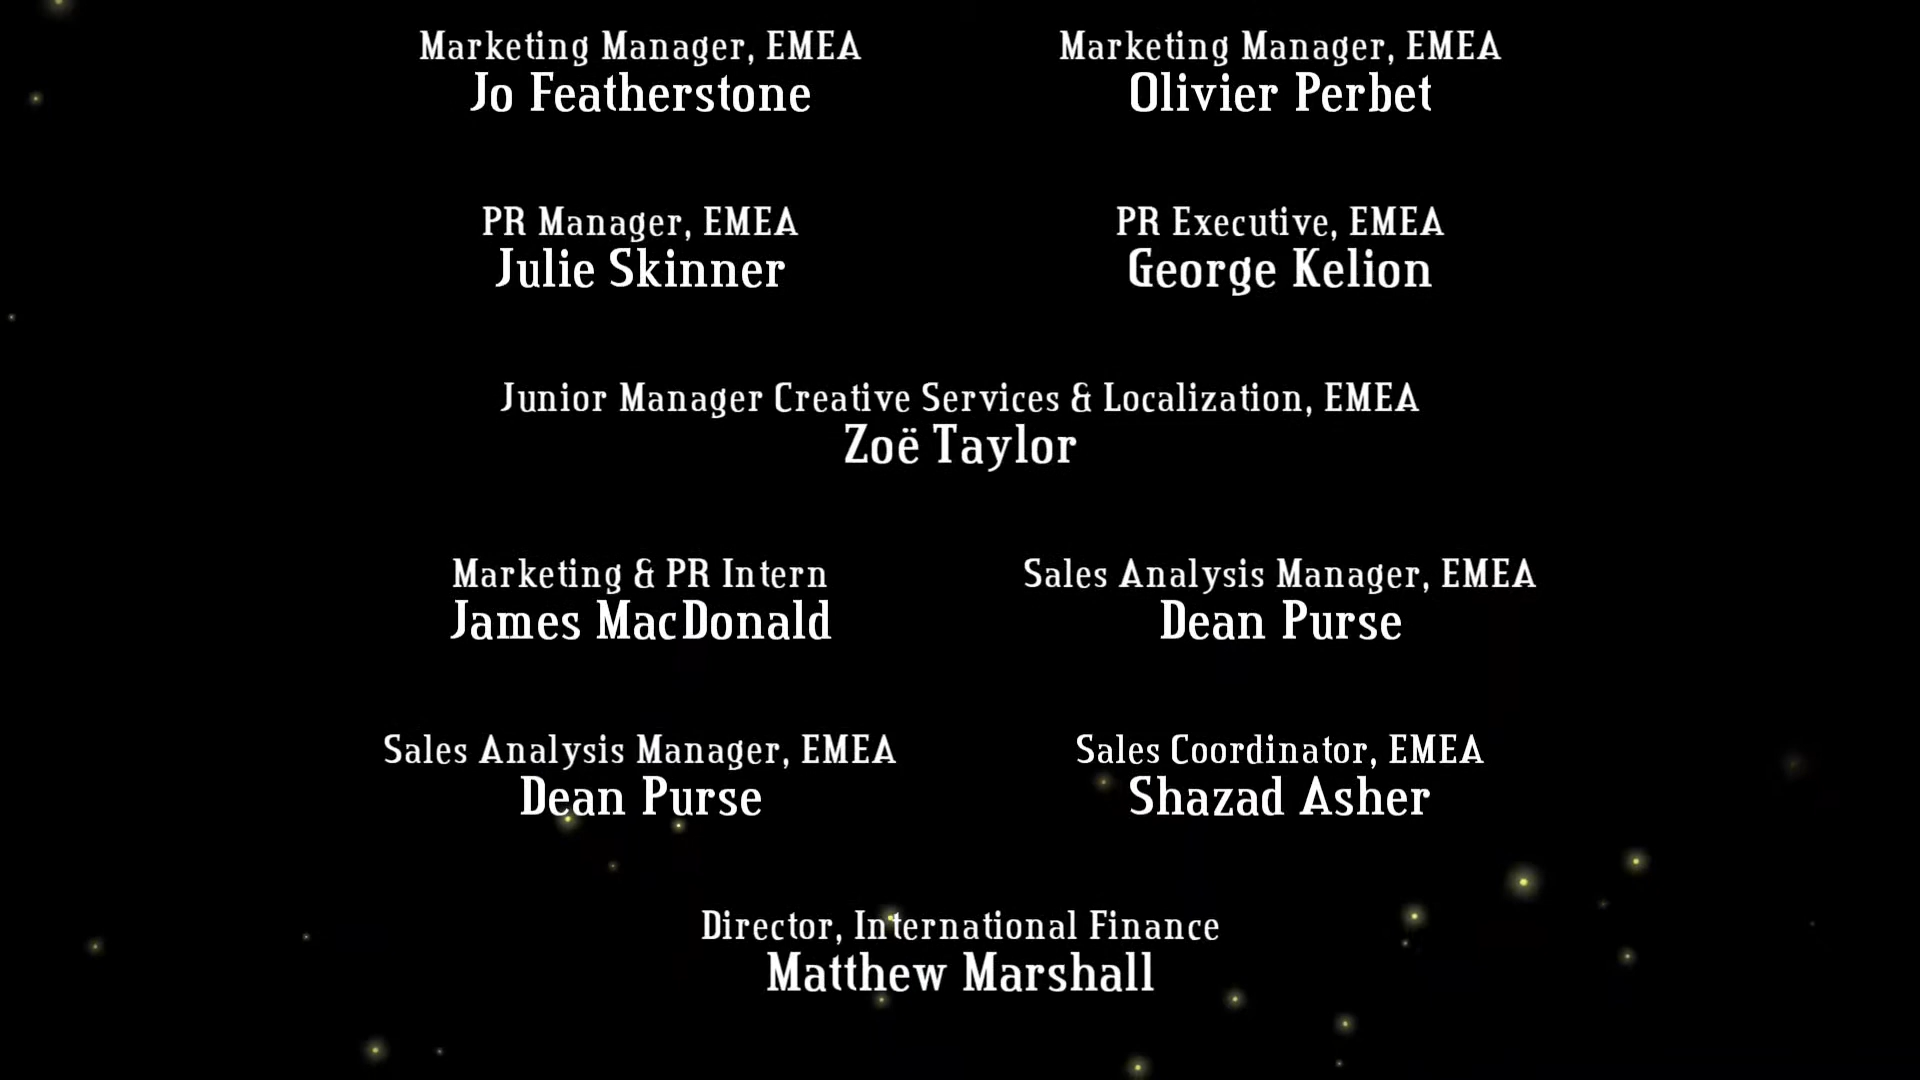 Marketing Manager, EMEA
Jo Featherstone
Marketing Manager, EMEA
Olivier Perbet
PR Manager, EMEA
Julie Skinner
PR Executive, EMEA
George Kelion
Junior Manager Creative Services & Localization, EMEA
Zoë Taylor
Marketing & PR Intern
James MacDonald
Sales Analysis Manager, EMEA
Dean Purse
Sales Analysis Manager, EMEA
Dean Purse
Sales Coordinator, EMEA
Shazad Asher
Director, International Finance
Matthew Marshall